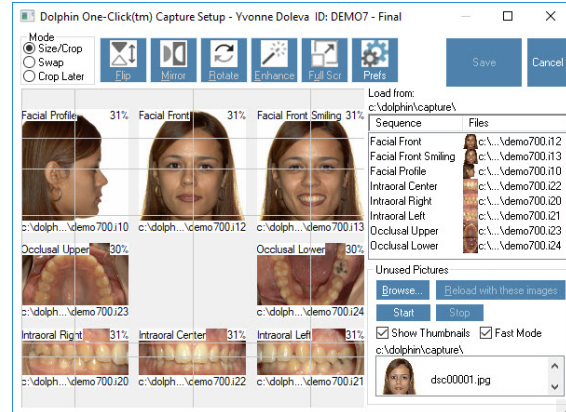 Dolphin One-Click(tm) Capture Setup - Yvonne Doleva ID: DEMO7 - Final
Mode
Size/Crop
Swap
Crop Later
Flip
Mirror
Rotate
Enhance
Full Scr
Prefs
Save
Cancel
Load from:
c:\dolphin\capture\
Sequence Files
Facial Front c:\...\demo700.i12
Facial Front Smiling c:\...\demo700.i13
Facial Profile c:\...\demo700.i10
Intraoral Center c:\...\demo700.i22
Intraoral Right c:\...\demo700.i20
Intraoral Left c:\...\demo700.i21
Occlusal Upper c:\...\demo700.i23
Occlusal Lower c:\...\demo700.i24
Facial Profile 31% Facial Front 31% Facial Front Smiling 31%
c:\dolph...\demo700.i10 c:\dolph...\demo700.i12 c:\dolph...\demo700.i13
Occlusal Upper 30% Occlusal Lower 30%
c:\dolph...\demo700.i23 c:\dolph...\demo700.i24
Intraoral Right 31% Intraoral Center 31% Intraoral Left 31%
c:\dolph...\demo700.i20 c:\dolph...\demo700.i22 c:\dolph...\demo700.i21
Unused Pictures
Browse... Reload with these images
Start Stop
Show Thumbnails Fast Mode
c:\dolphin\capture\
dsc00001.jpg